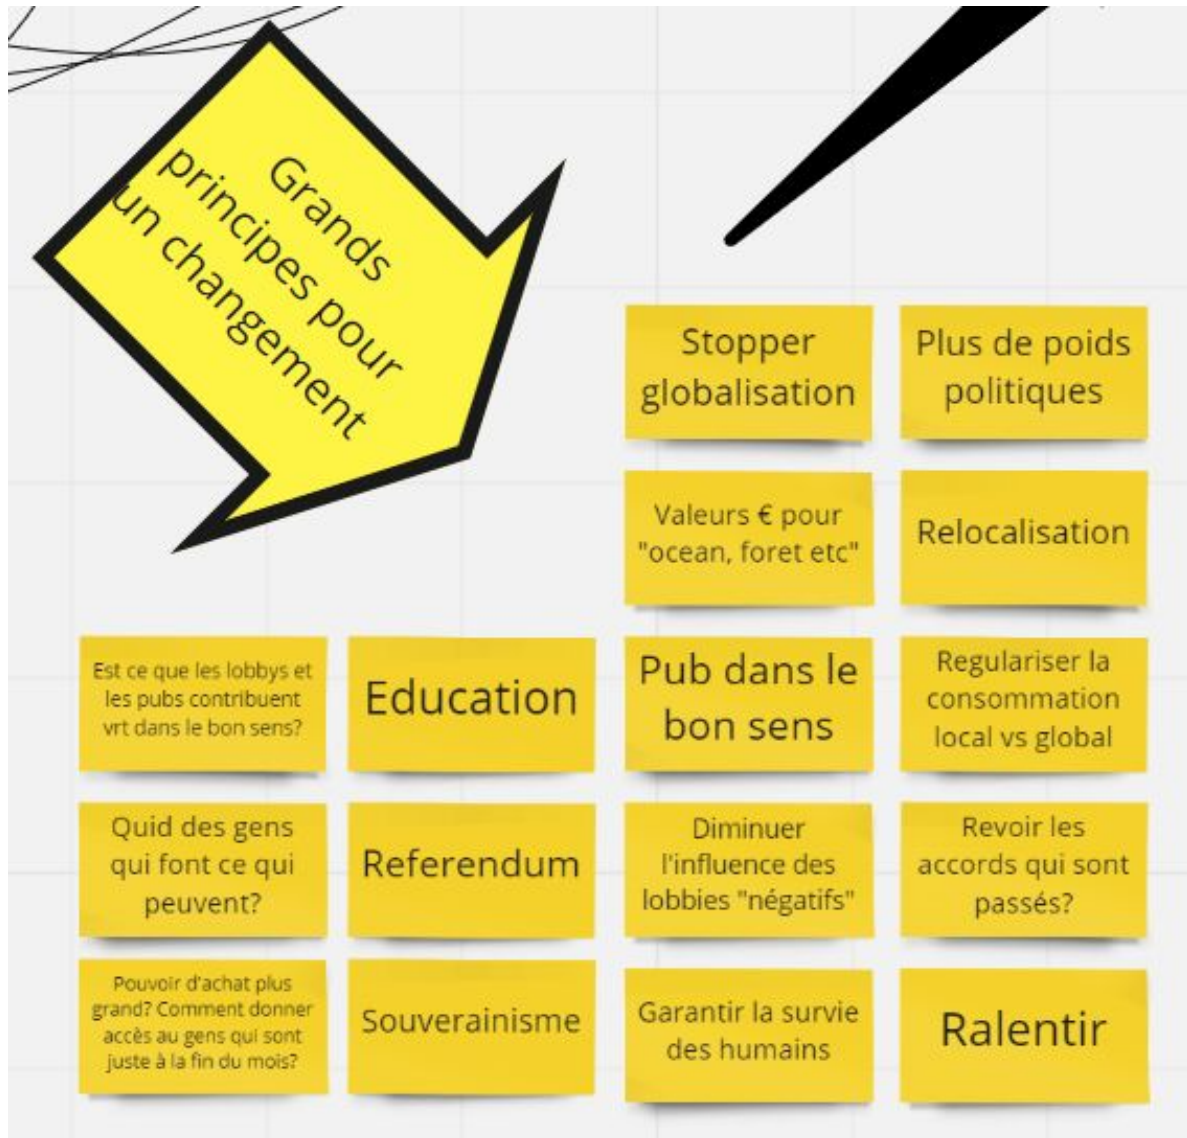 Grands
principes pour
un changement
Stopper
globalisation
Plus de poids
politiques
Valeurs € pour
"ocean, foret etc"
Relocalisation
Est ce que les lobbys et
les pubs contribuent
vrt dans le bon sens?
Education
Pub dans le
bon sens
Regulariser la
consommation
local vs global
Quid des gens
qui font ce qui
peuvent?
Referendum
Diminuer
l'influence des
lobbies "négatifs"
Revoir les
accords qui sont
passés?
Pouvoir d'achat plus
grand? Comment donner
accès au gens qui sont
juste à la fin du mois?
Souverainisme
Garantir la survie
des humains
Ralentir